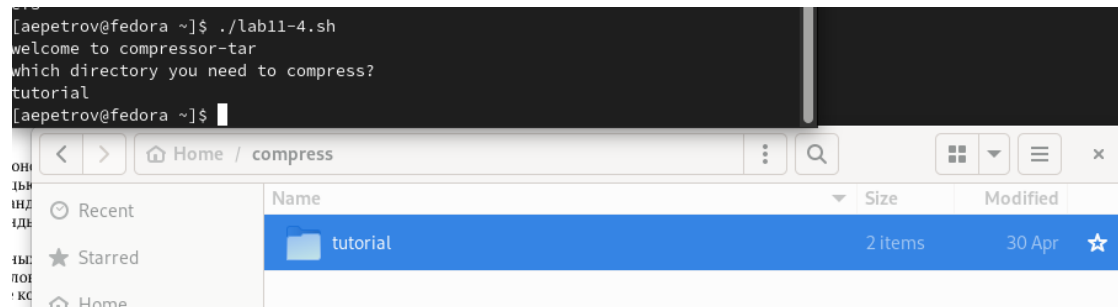 [aepetrov@fedora ~]$ ./lab11-4.sh
welcome to compressor-tar
which directory you need to compress?
tutorial
[aepetrov@fedora ~]$
Home / compress
Name Size Modified
Recent
tutorial 2 items 30 Apr
Starred
Home